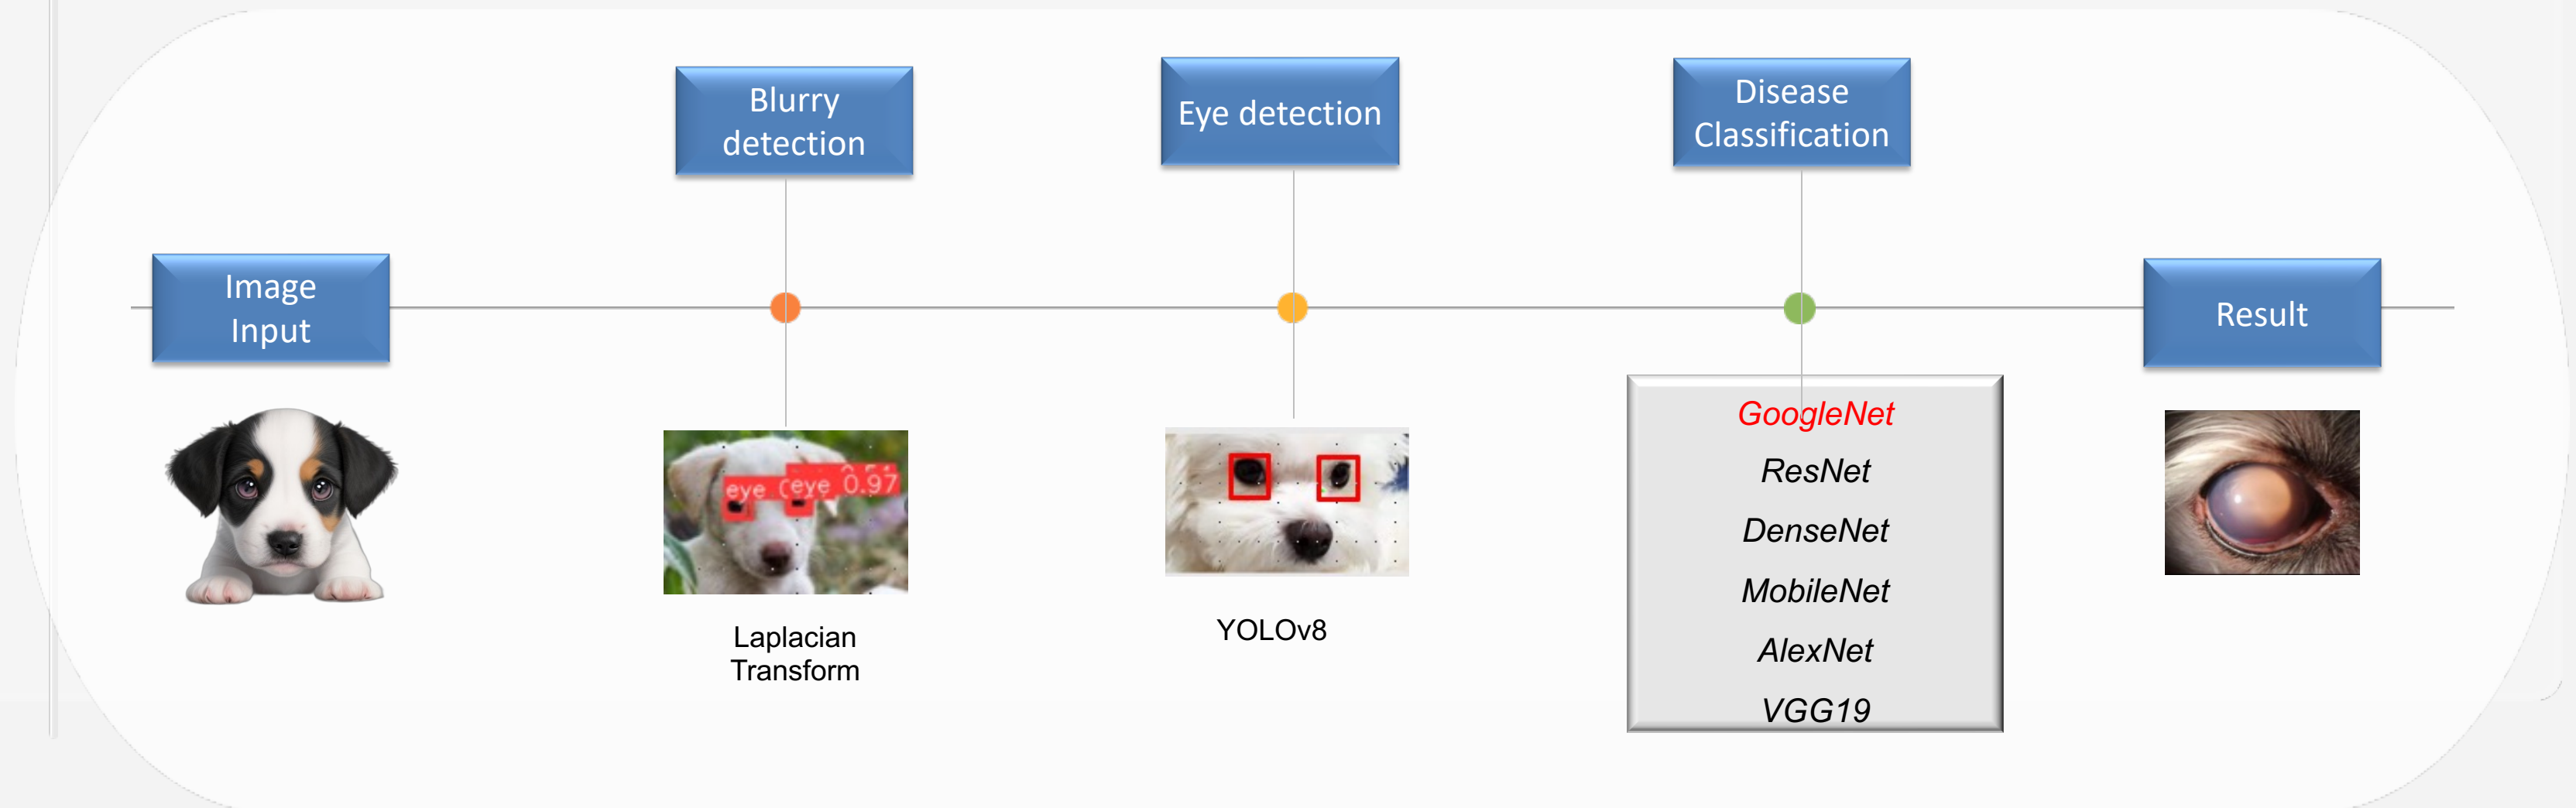 Blurry
detection
Eye detection
Disease
Classification
Image
Input
Result
eye
eye 0.97
GoogleNet
ResNet
DenseNet
MobileNet
AlexNet
VGG19
Laplacian
Transform
YOLOv8